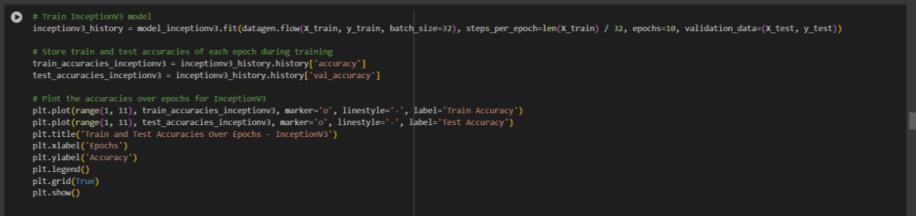 # Train InceptionV3 model
inceptionv3_history = model_inceptionv3.fit(datagen.flow(X_train, y_train, batch_size=32), steps_per_epoch=len(X_train) / 32, epochs=10, validation_data=(X_test, y_test))
# Store train and test accuracies of each epoch during training
train_accuracies_inceptionv3 = inceptionv3_history.history['accuracy']
test_accuracies_inceptionv3 = inceptionv3_history.history['val_accuracy']
# Plot the accuracies over epochs for InceptionV3
plt.plot(range(1, 11), train_accuracies_inceptionv3, marker='o', linestyle='-', label='Train Accuracy')
plt.plot(range(1, 11), test_accuracies_inceptionv3, marker='o', linestyle='-', label='Test Accuracy')
plt.title('Train and Test Accuracies Over Epochs - InceptionV3')
plt.xlabel('Epochs')
plt.ylabel('Accuracy')
plt.legend()
plt.grid(True)
plt.show()